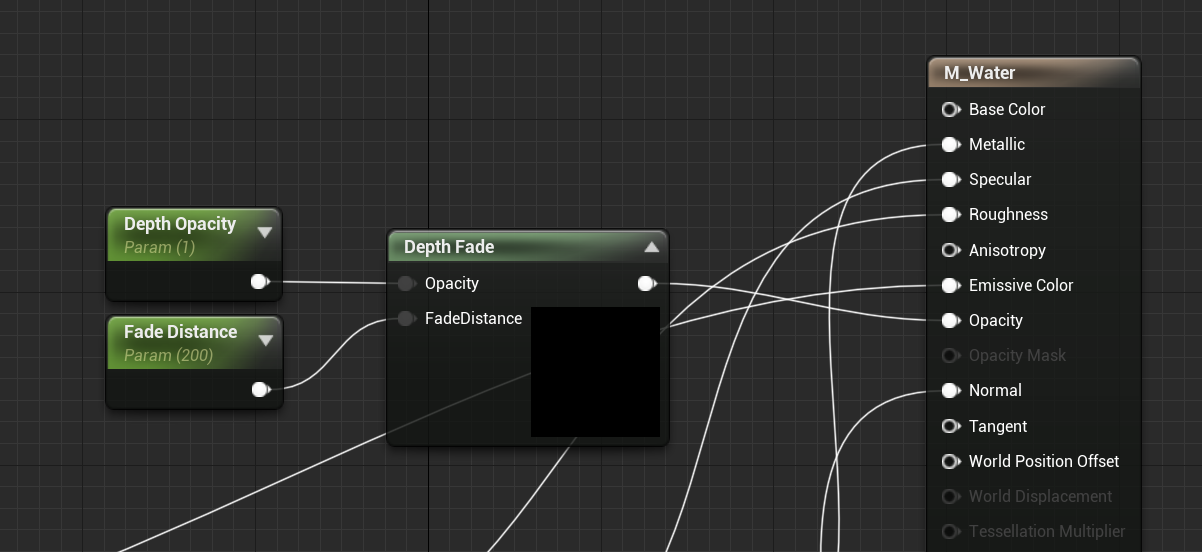 M_Water
Base Color
Metallic
Specular
Roughness
Anisotropy
Emissive Color
Opacity
Opacity Mask
Normal
Tangent
World Position Offset
World Displacement
Tessellation Multiplier
Depth Opacity
Param (1)
Fade Distance
Param (200)
Depth Fade
Opacity
FadeDistance